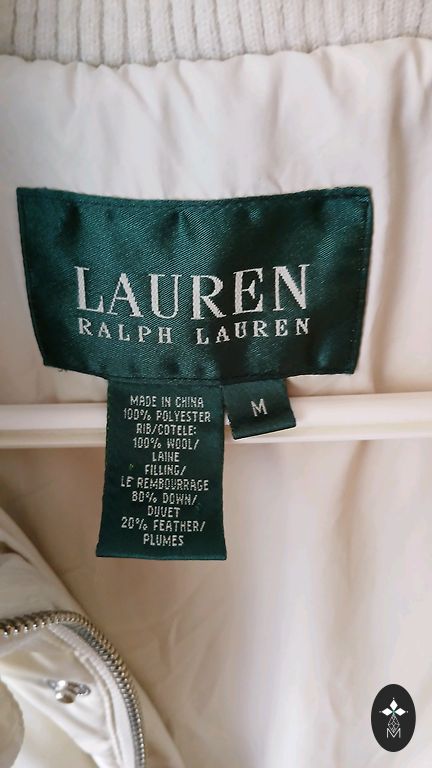 LAUREN
RALPH LAUREN
M
MADE IN CHINA
100% POLYESTER
RIB/COTELE:
100% WOOL/
LAINE
FILLING/
LE REMBOURRAGE
80% DOWN/
DUVET
20% FEATHER/
PLUMES
M